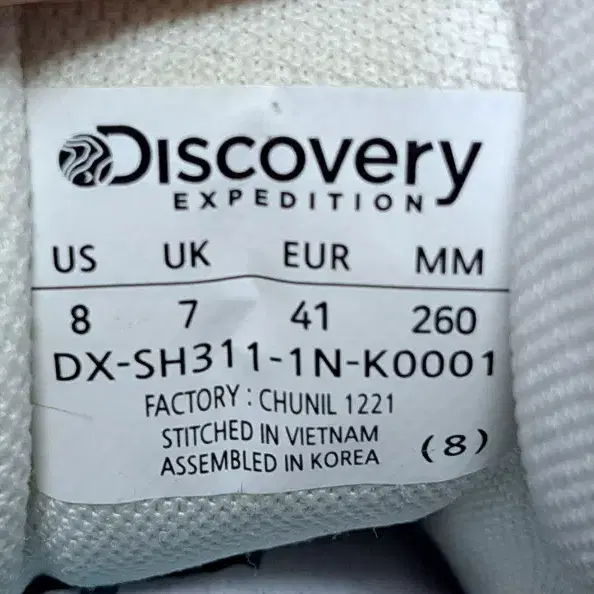 DISCOVERY
EXPEDITION
US UK EUR MM
8 7 41 260
DX-SH311-1N-K0001
FACTORY : CHUNIL 1221
STITCHED IN VIETNAM
ASSEMBLED IN KOREA (8)